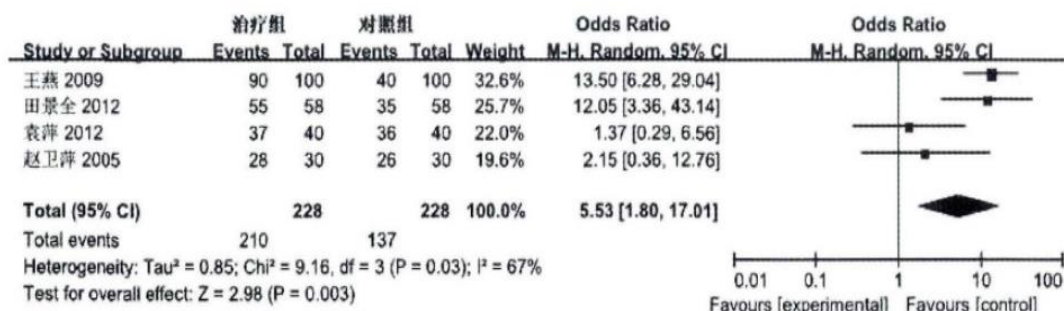 治疗组 对照组 Odds Ratio Odds Ratio
Study or Subgroup Events Total Events Total Weight M-H, Random, 95% CI M-H, Random, 95% CI
王燕 2009 90 100 40 100 32.6% 13.50 [6.28, 29.04]
田景全 2012 55 58 35 58 25.7% 12.05 [3.36, 43.14]
袁萍 2012 37 40 36 40 22.0% 1.37 [0.29, 6.56]
赵卫萍 2005 28 30 26 30 19.6% 2.15 [0.36, 12.76]
Total (95% CI) 228 228 100.0% 5.53 [1.80, 17.01]
Total events 210 137
Heterogeneity: Tau² = 0.85; Chi² = 9.16, df = 3 (P = 0.03); I² = 67%
Test for overall effect: Z = 2.98 (P = 0.003)
0.01 0.1 1 10 100
Favours [experimental] Favours [control]